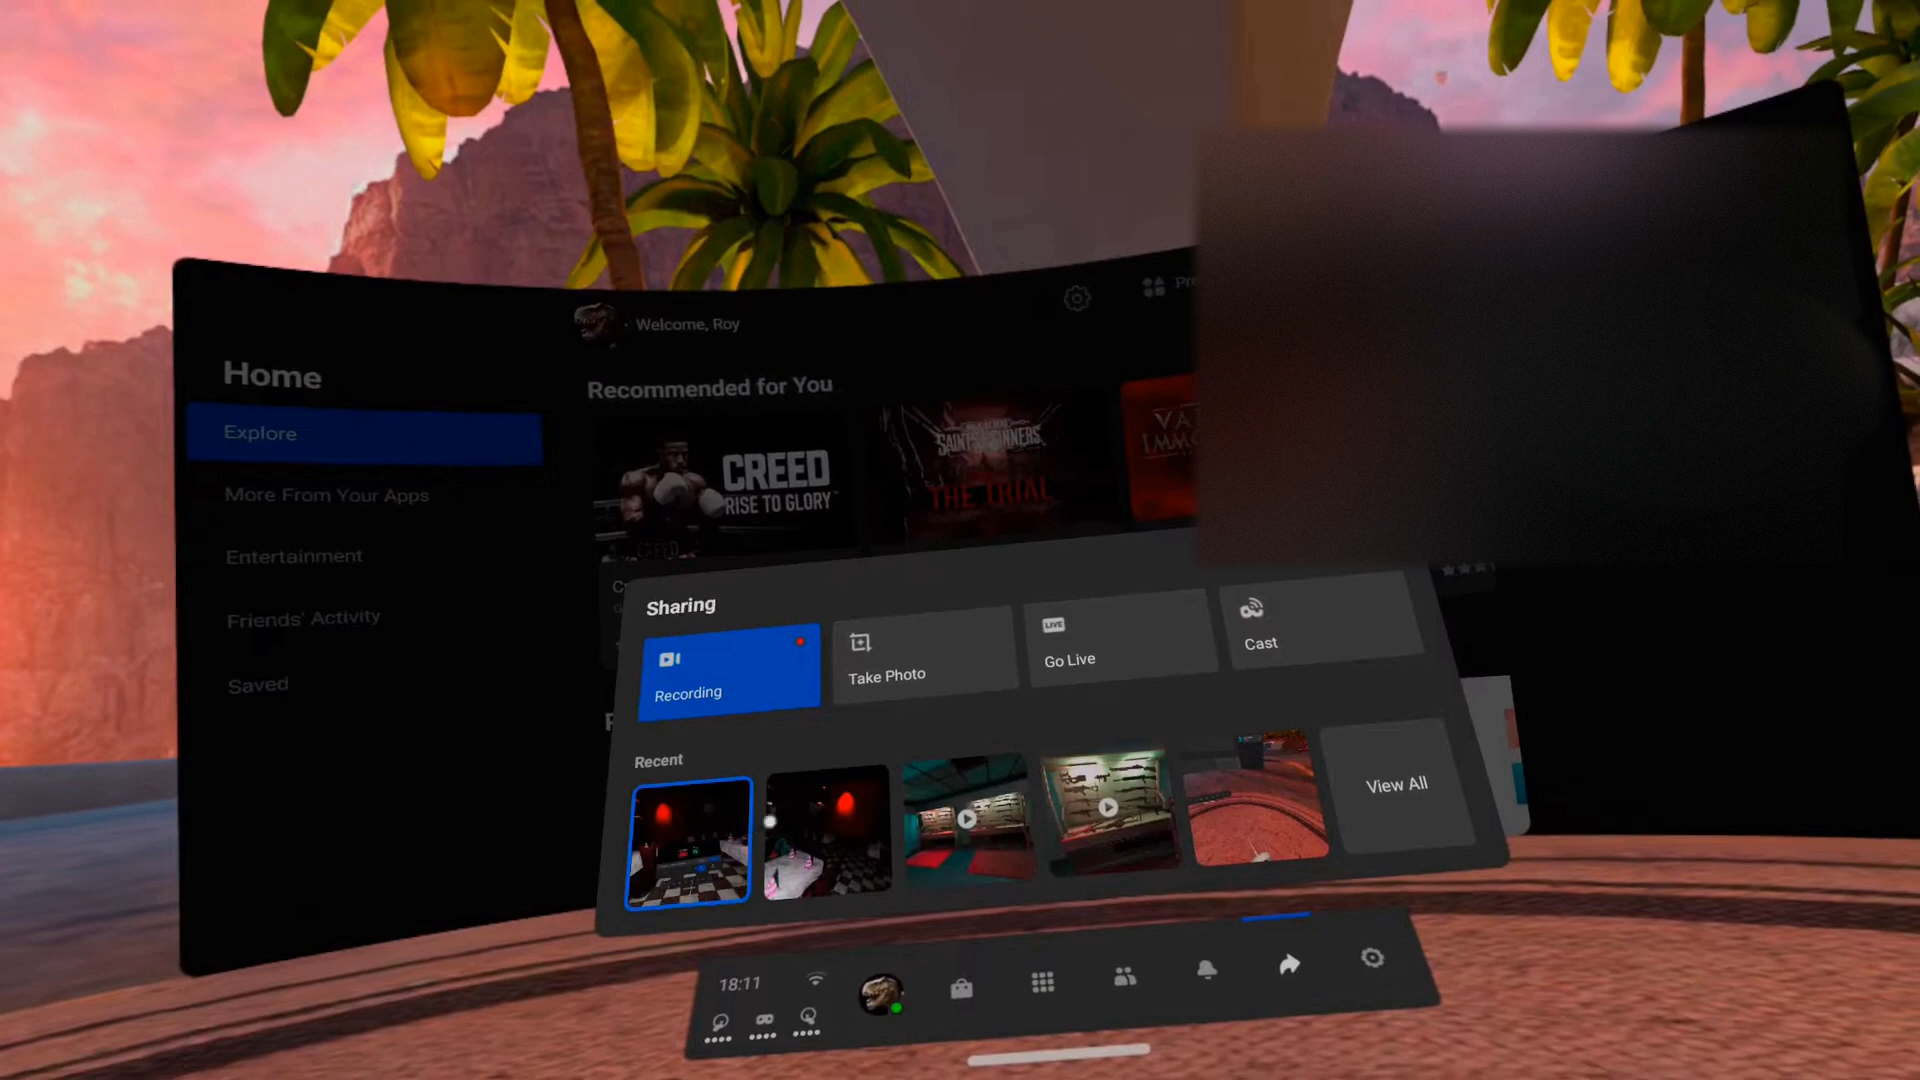 Welcome, Roy
Home
Explore
More From Your Apps
Entertainment
Friends' Activity
Saved
Recommended for You
CREED
RISE TO GLORY
SAINTS & SINNERS
THE TRIAL
Sharing
Recording
Take Photo
LIVE
Go Live
Cast
Recent
View All
18:11